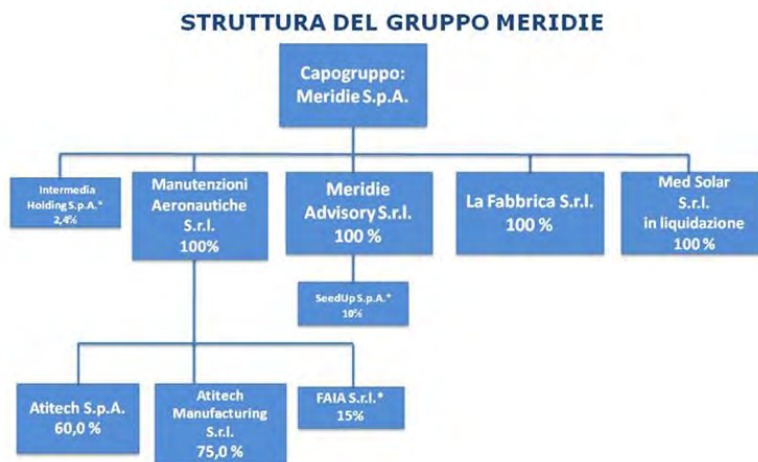 STRUTTURA DEL GRUPPO MERIDIE
Capogruppo:
Meridie S.p.A.
Intermedia
Holding S.p.A.*
2,4%
Manutenzioni
Aeronautiche
S.r.l.
100%
Meridie
Advisory S.r.l.
100 %
La Fabbrica S.r.l.
100 %
Med Solar
S.r.l.
in liquidazione
100 %
SeedUp S.p.A.*
10%
Atitech S.p.A.
60,0 %
Atitech
Manufacturing
S.r.l.
75,0 %
FAIA S.r.l.*
15%